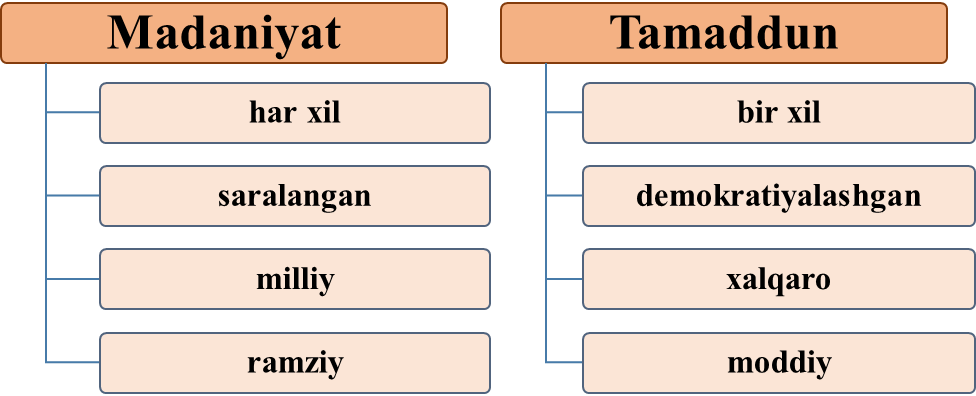 Madaniyat
har xil
saralangan
milliy
ramziy
Tamaddun
bir xil
demokratiyalashgan
xalqaro
moddiy